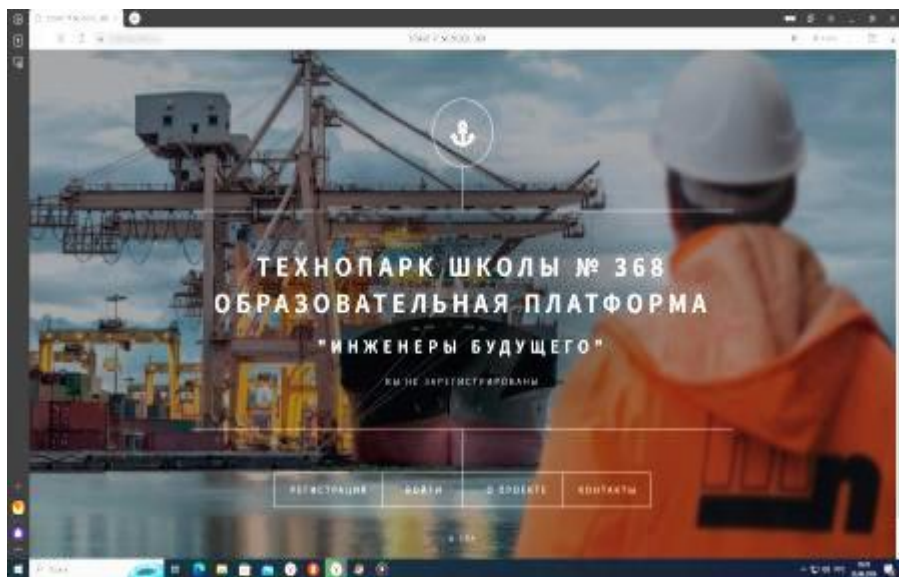 ТЕХНОПАРК ШКОЛЫ № 368
ОБРАЗОВАТЕЛЬНАЯ ПЛАТФОРМА
"ИНЖЕНЕРЫ БУДУЩЕГО"
ВЫ НЕ ЗАРЕГИСТРИРОВАНЫ
РЕГИСТРАЦИЯ
ВОЙТИ
О ПРОЕКТЕ
КОНТАКТЫ